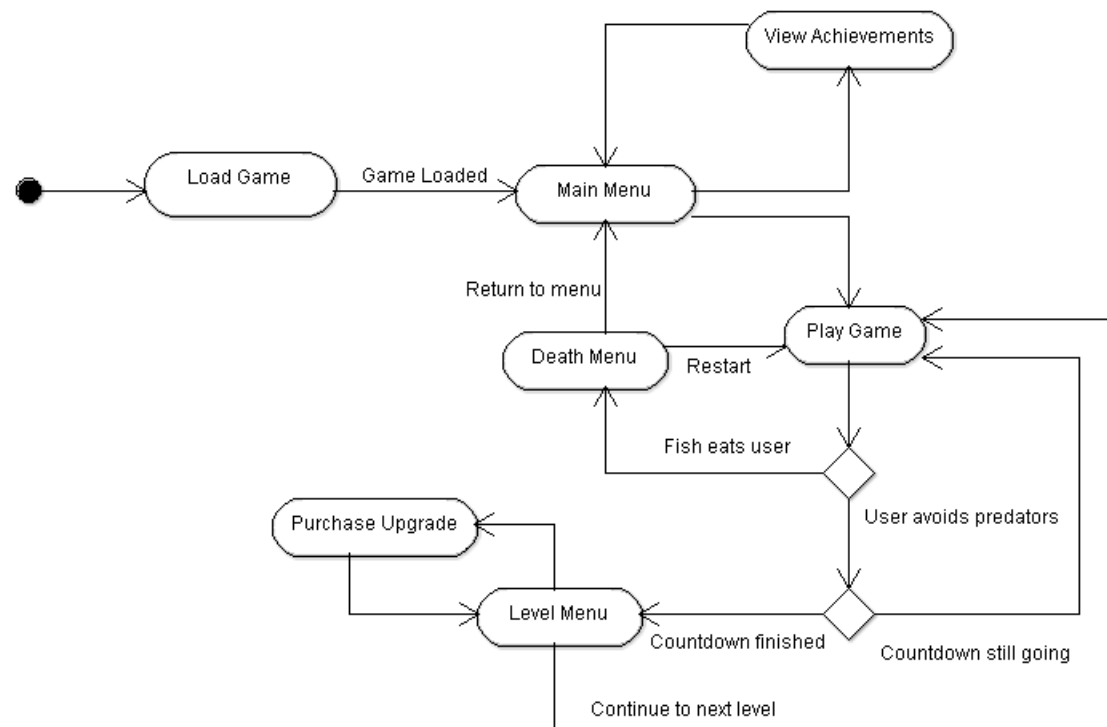 View Achievements
Load Game
Game Loaded
Main Menu
Return to menu
Play Game
Death Menu
Restart
Fish eats user
User avoids predators
Purchase Upgrade
Level Menu
Countdown finished
Countdown still going
Continue to next level